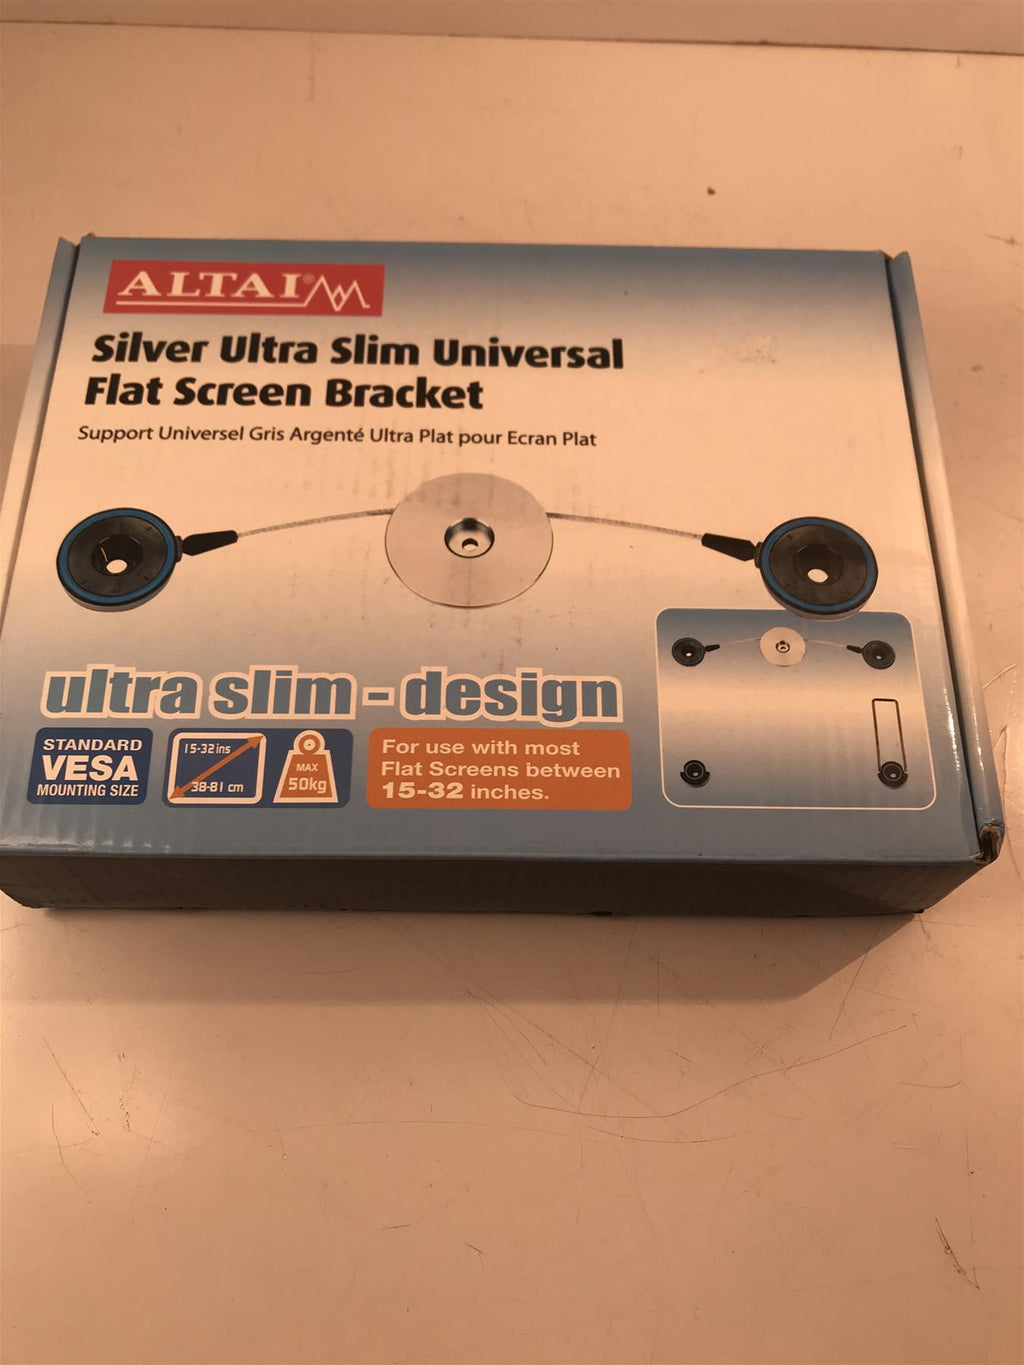 ALTAI®
Silver Ultra Slim Universal
Flat Screen Bracket
Support Universel Gris Argenté Ultra Plat pour Ecran Plat
ultra slim - design
STANDARD
VESA
MOUNTING SIZE
15-32 ins
38-81 cm
MAX
50kg
For use with most
Flat Screens between
15-32 inches.